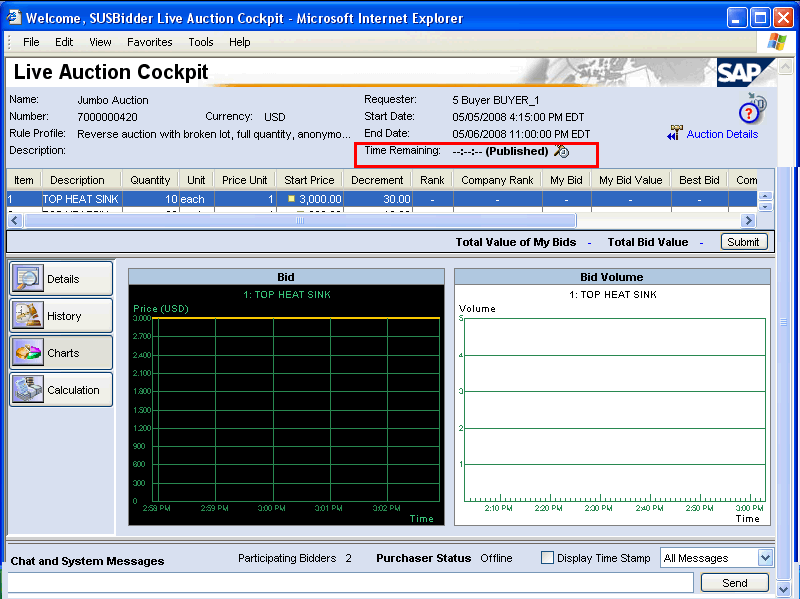 Welcome, SUSBidder Live Auction Cockpit - Microsoft Internet Explorer
File Edit View Favorites Tools Help
Live Auction Cockpit
SAP
Name: Jumbo Auction
Number: 7000000420 Currency: USD
Rule Profile: Reverse auction with broken lot, full quantity, anonymo...
Description:
Requester: 5 Buyer BUYER_1
Start Date: 05/05/2008 4:15:00 PM EDT
End Date: 05/06/2008 11:00:00 PM EDT
Time Remaining: --:--:-- (Published)
Auction Details
Item Description Quantity Unit Price Unit Start Price Decrement Rank Company Rank My Bid My Bid Value Best Bid Com
1 TOP HEAT SINK 10 each 1 3,000.00 30.00 - - - - -
Total Value of My Bids - Total Bid Value - Submit
Details
History
Charts
Calculation
Bid
1: TOP HEAT SINK
Price (USD)
3,000
2,700
2,400
2,100
1,800
1,500
1,200
900
600
300
0
2:58 PM 2:59 PM 3:00 PM 3:01 PM 3:02 PM
Time
Bid Volume
1: TOP HEAT SINK
Volume
5
4
3
2
1
2:10 PM 2:20 PM 2:30 PM 2:40 PM 2:50 PM 3:00 PM
Time
Chat and System Messages Participating Bidders 2 Purchaser Status Offline Display Time Stamp All Messages
Send